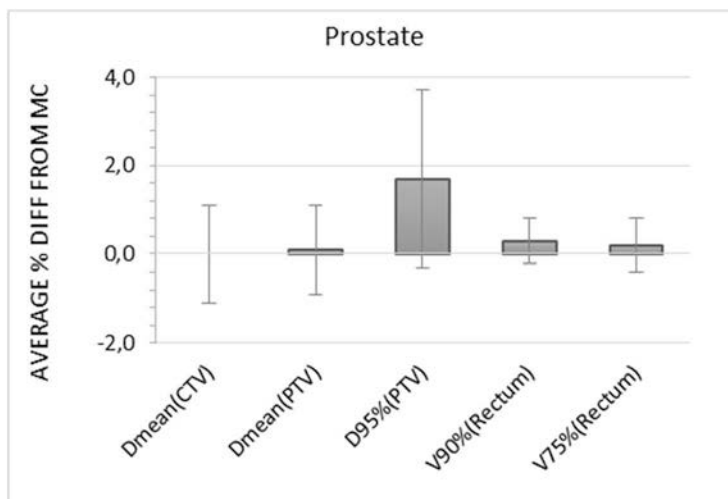 Prostate
AVERAGE % DIFF FROM MC
4,0
2,0
0,0
-2,0
Dmean(CTV)
Dmean(PTV)
D95%(PTV)
V90%(Rectum)
V75%(Rectum)